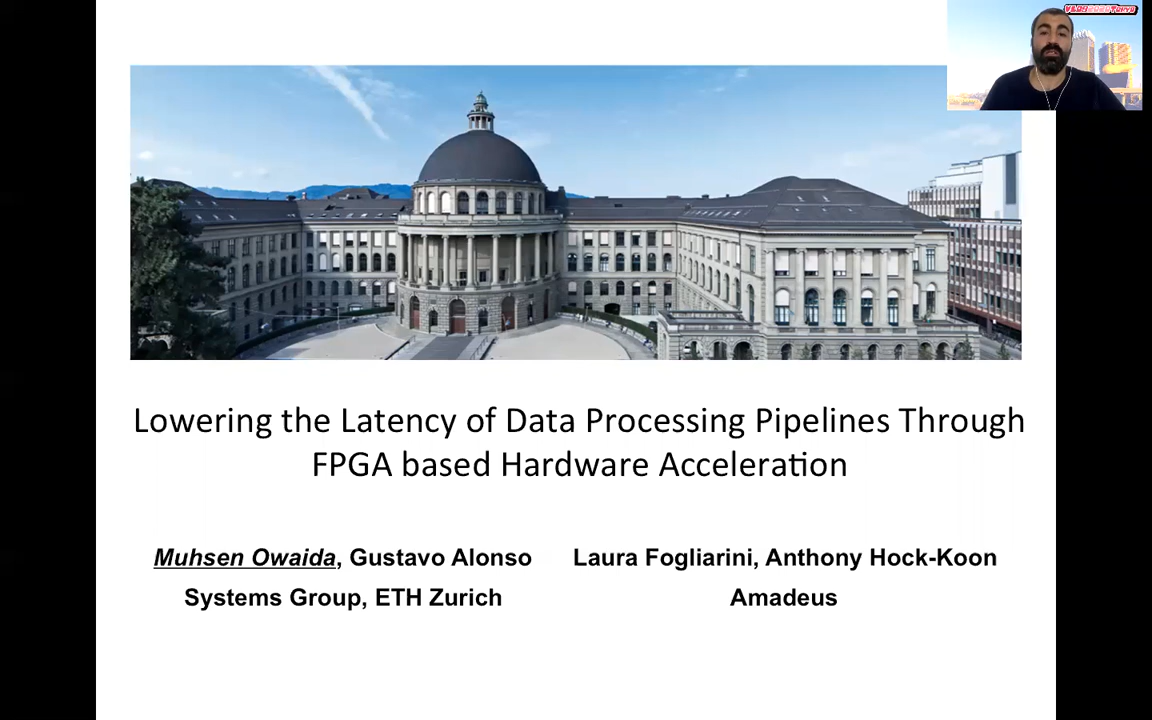 VLDB2020Tokyo
Lowering the Latency of Data Processing Pipelines Through
FPGA based Hardware Acceleration
Muhsen Owaida, Gustavo Alonso
Systems Group, ETH Zurich
Laura Fogliarini, Anthony Hock-Koon
Amadeus